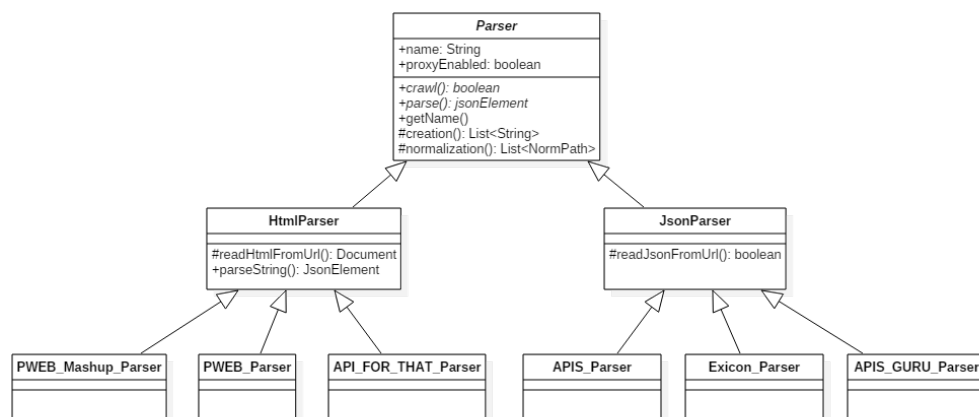 Parser
+name: String
+proxyEnabled: boolean
+crawl(): boolean
+parse(): jsonElement
+getName()
#creation(): List<String>
#normalization(): List<NormPath>
HtmlParser
#readHtmlFromUrl(): Document
+parseString(): JsonElement
JsonParser
#readJsonFromUrl(): boolean
PWEB_Mashup_Parser
PWEB_Parser
API_FOR_THAT_Parser
APIS_Parser
Exicon_Parser
APIS_GURU_Parser